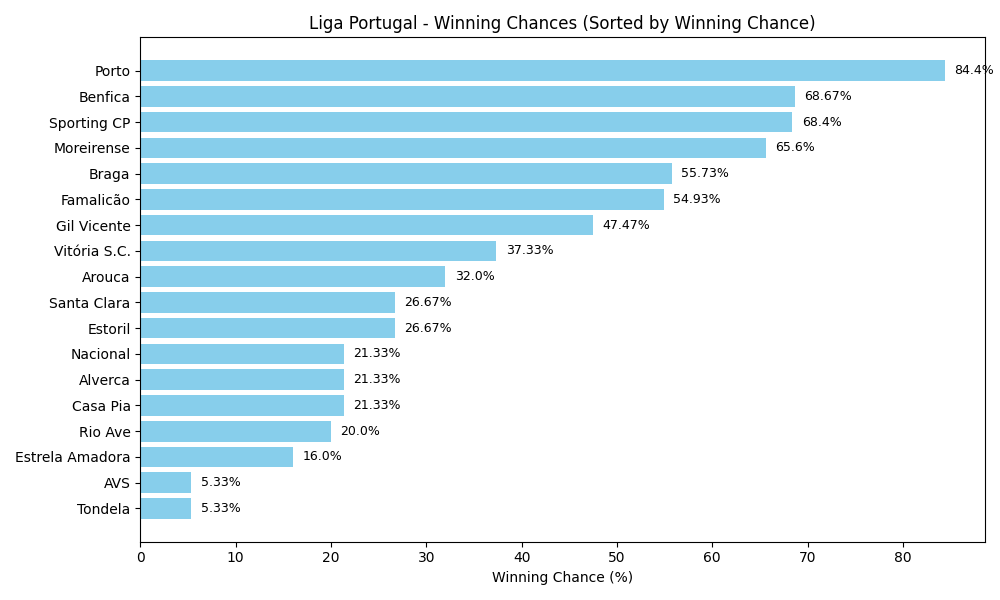 Liga Portugal - Winning Chances (Sorted by Winning Chance)
Porto 84.4%
Benfica 68.67%
Sporting CP 68.4%
Moreirense 65.6%
Braga 55.73%
Famalicão 54.93%
Gil Vicente 47.47%
Vitória S.C. 37.33%
Arouca 32.0%
Santa Clara 26.67%
Estoril 26.67%
Nacional 21.33%
Alverca 21.33%
Casa Pia 21.33%
Rio Ave 20.0%
Estrela Amadora 16.0%
AVS 5.33%
Tondela 5.33%
0 10 20 30 40 50 60 70 80
Winning Chance (%)